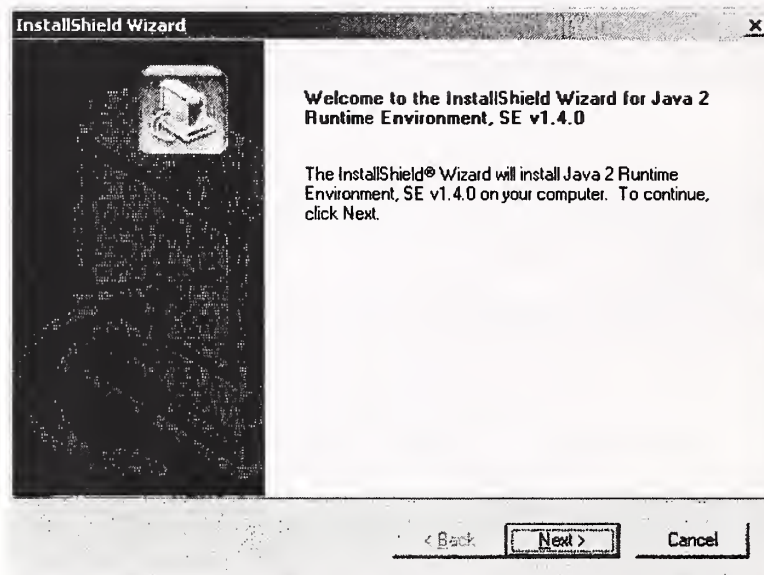 InstallShield Wizard
Welcome to the InstallShield Wizard for Java 2
Runtime Environment, SE v1.4.0
The InstallShield® Wizard will install Java 2 Runtime
Environment, SE v1.4.0 on your computer. To continue,
click Next.
< Back Next > Cancel